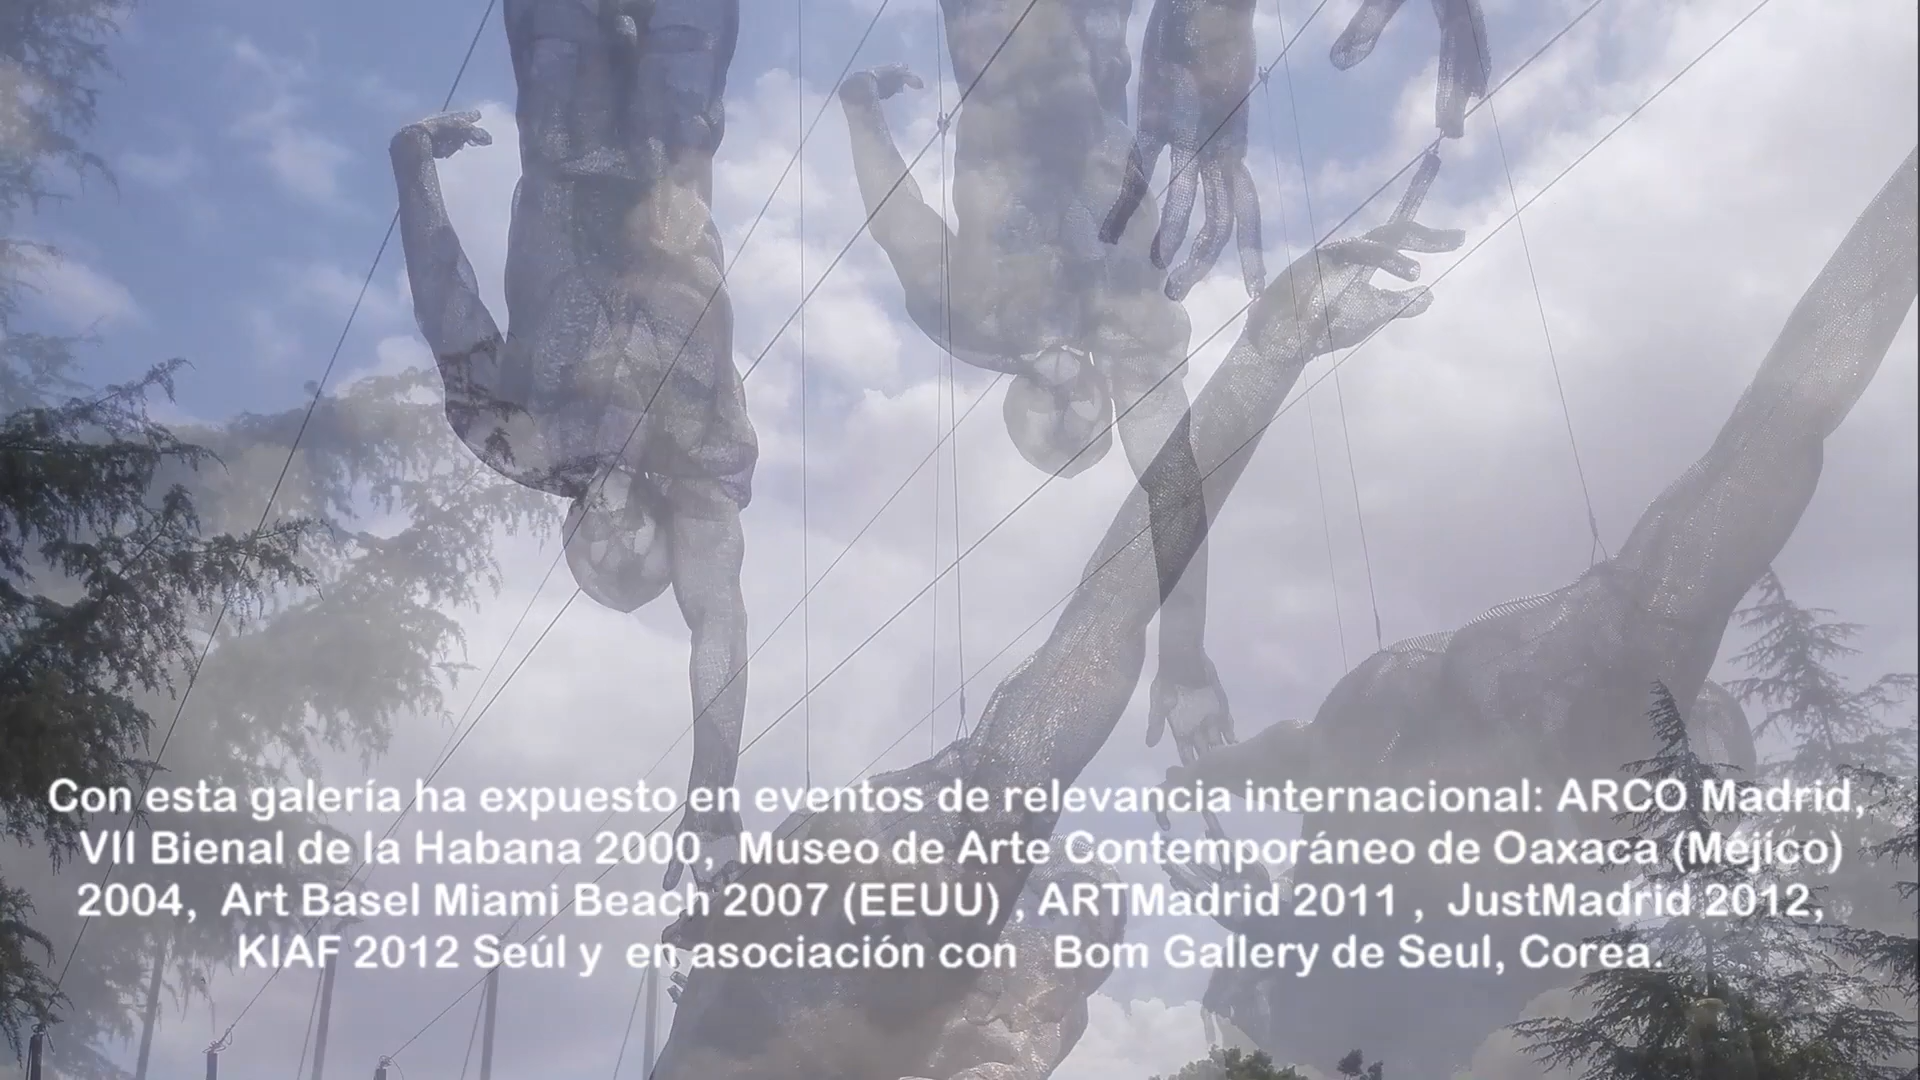 Con esta galería ha expuesto en eventos de relevancia internacional: ARCO Madrid,
VII Bienal de la Habana 2000, Museo de Arte Contemporáneo de Oaxaca (Méjíco)
2004, Art Basel Miami Beach 2007 (EEUU) , ARTMadrid 2011 , JustMadrid 2012,
KIAF 2012 Seúl y en asociación con Bom Gallery de Seul, Corea.